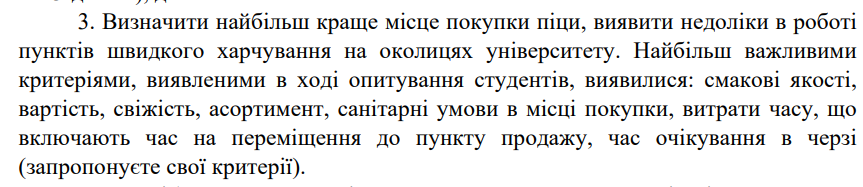 3. Визначити найбільш краще місце покупки піци, виявити недоліки в роботі
пунктів швидкого харчування на околицях університету. Найбільш важливими
критеріями, виявленими в ході опитування студентів, виявилися: смакові якості,
вартість, свіжість, асортимент, санітарні умови в місці покупки, витрати часу, що
включають час на переміщення до пункту продажу, час очікування в черзі
(запропонуєте свої критерії).